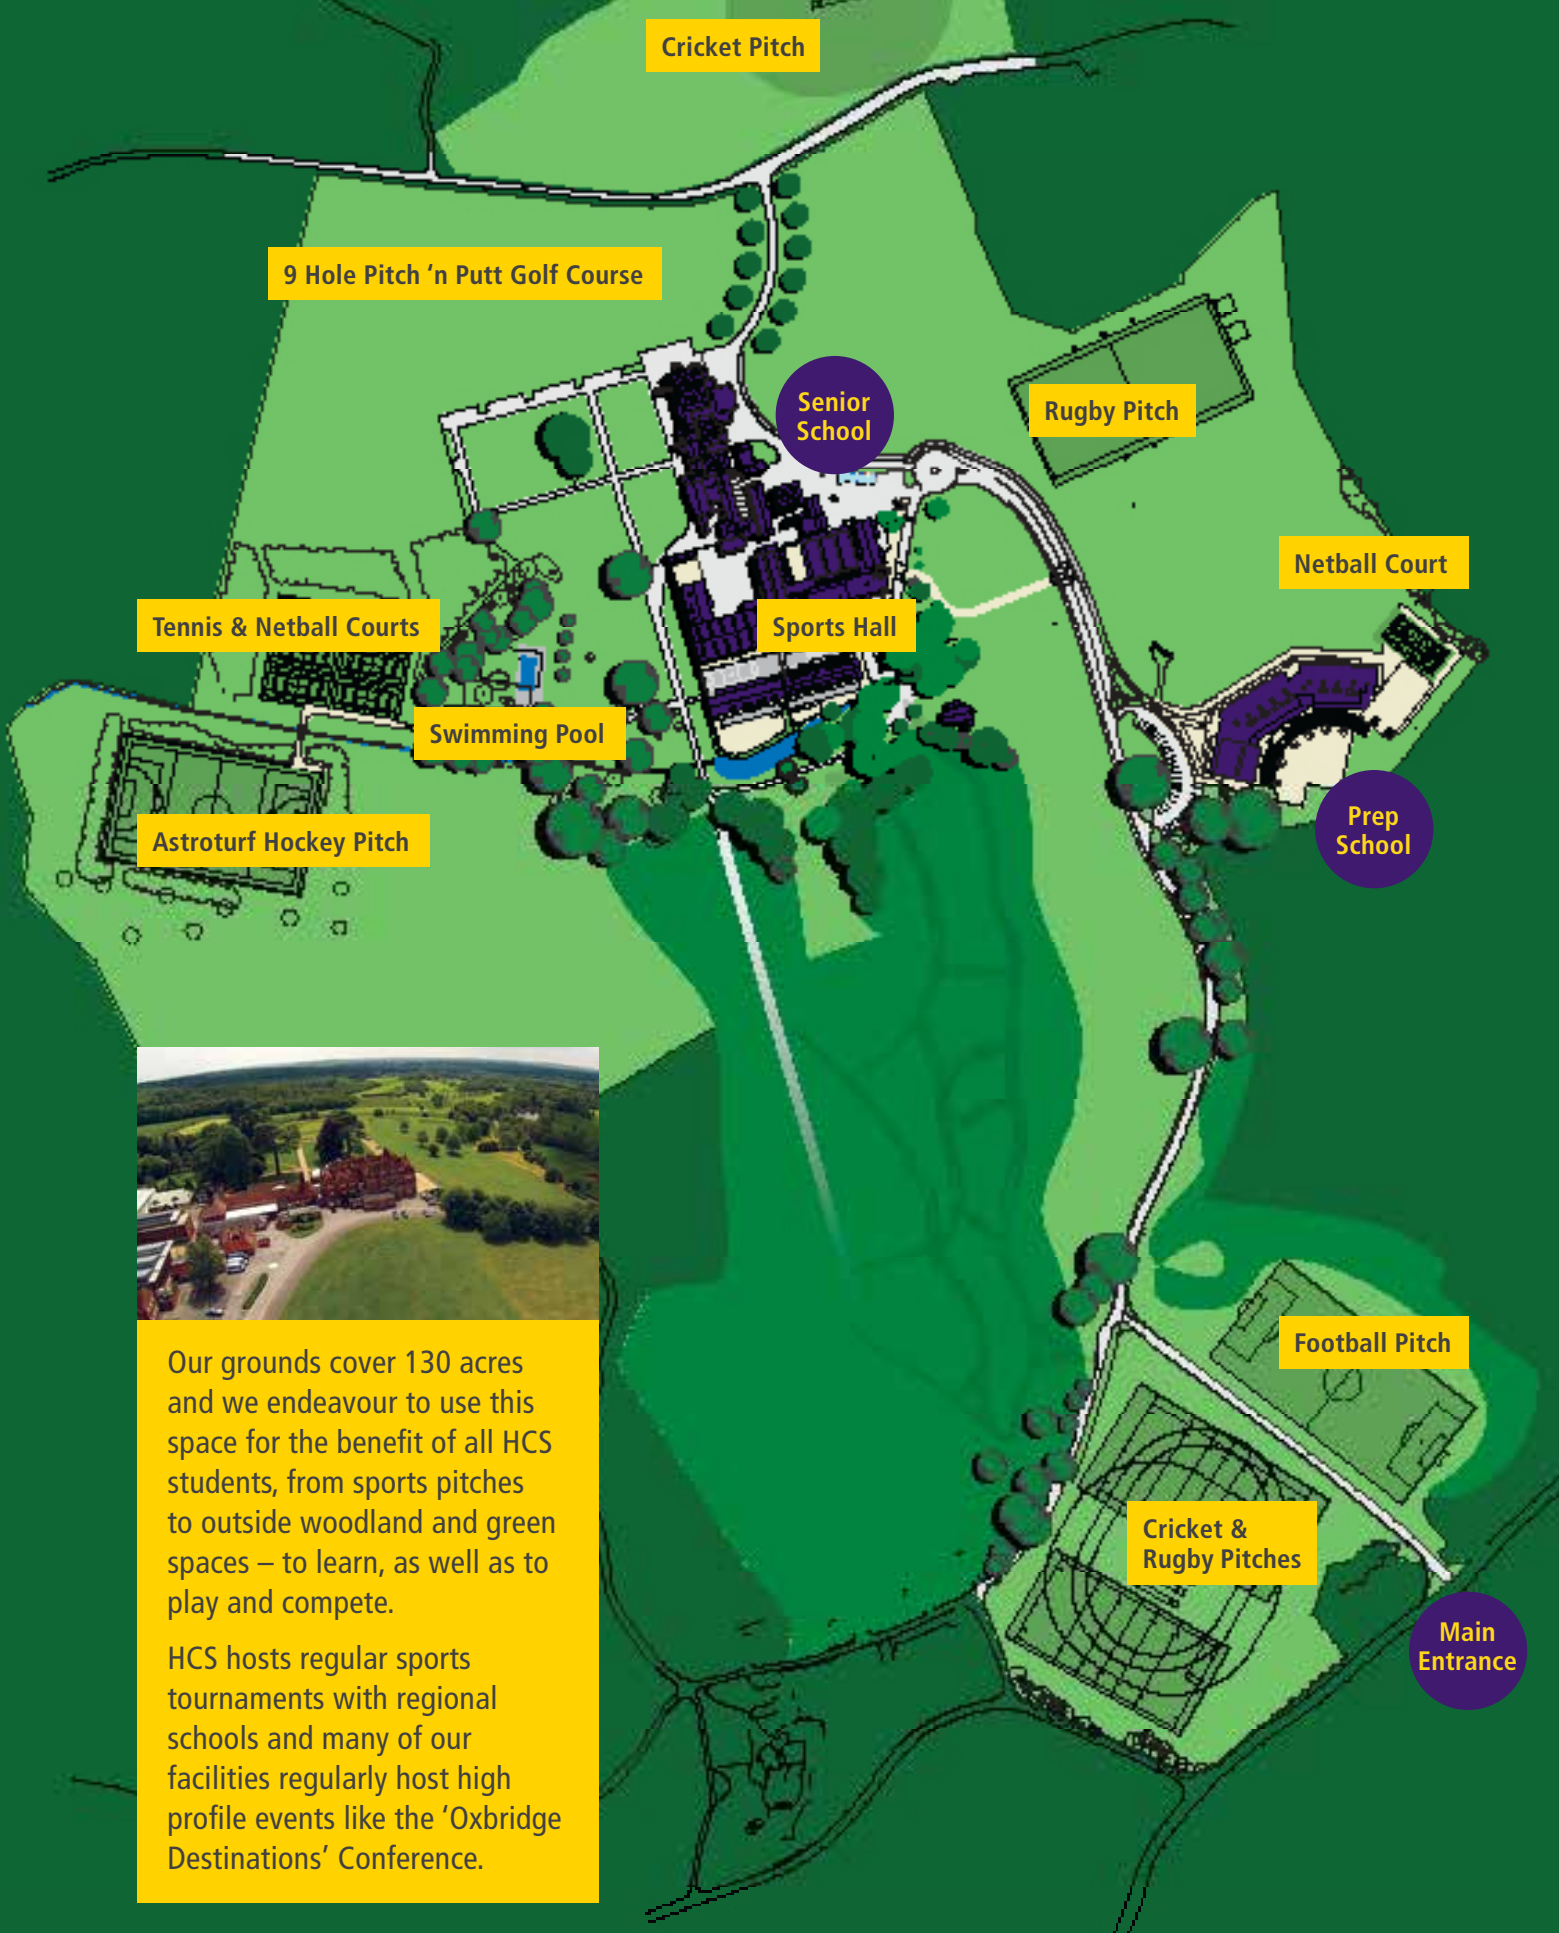 Cricket Pitch
9 Hole Pitch ‘n Putt Golf Course
Senior
School
Rugby Pitch
Netball Court
Tennis & Netball Courts
Sports Hall
Swimming Pool
Astroturf Hockey Pitch
Prep
School
Football Pitch
Cricket &
Rugby Pitches
Main
Entrance
Our grounds cover 130 acres
and we endeavour to use this
space for the benefit of all HCS
students, from sports pitches
to outside woodland and green
spaces – to learn, as well as to
play and compete.
HCS hosts regular sports
tournaments with regional
schools and many of our
facilities regularly host high
profile events like the ‘Oxbridge
Destinations’ Conference.